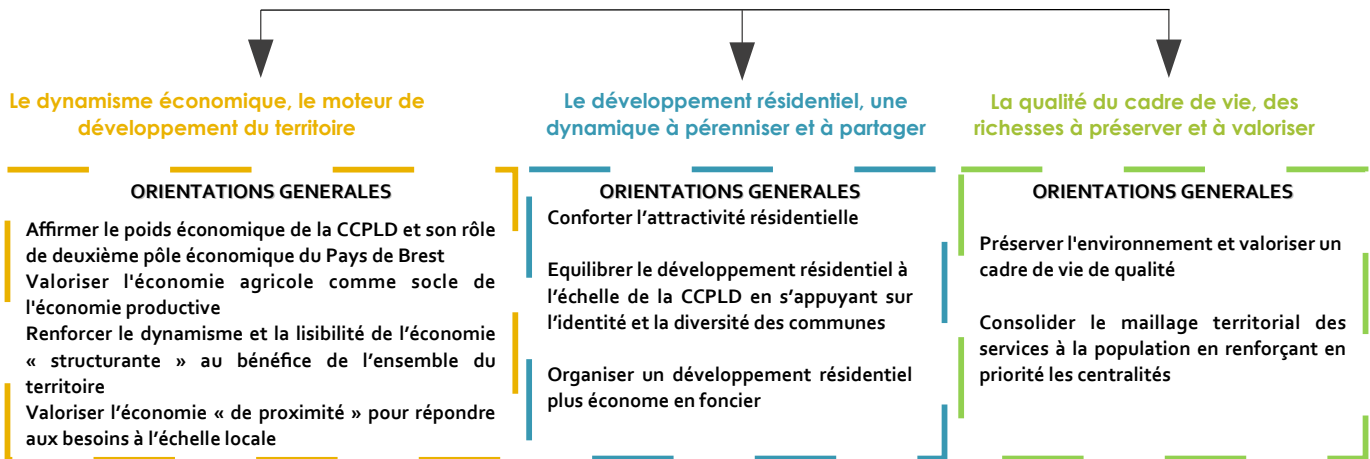 Le dynamisme économique, le moteur de
développement du territoire
ORIENTATIONS GENERALES
Affirmer le poids économique de la CCPLD et son rôle
de deuxième pôle économique du Pays de Brest
Valoriser l'économie agricole comme socle de
l'économie productive
Renforcer le dynamisme et la lisibilité de l’économie
« structurante » au bénéfice de l’ensemble du
territoire
Valoriser l’économie « de proximité » pour répondre
aux besoins à l’échelle locale
Le développement résidentiel, une
dynamique à pérenniser et à partager
ORIENTATIONS GENERALES
Conforter l’attractivité résidentielle
Equilibrer le développement résidentiel à
l’échelle de la CCPLD en s’appuyant sur
l’identité et la diversité des communes
Organiser un développement résidentiel
plus économe en foncier
La qualité du cadre de vie, des
richesses à préserver et à valoriser
ORIENTATIONS GENERALES
Préserver l'environnement et valoriser un
cadre de vie de qualité
Consolider le maillage territorial des
services à la population en renforçant en
priorité les centralités